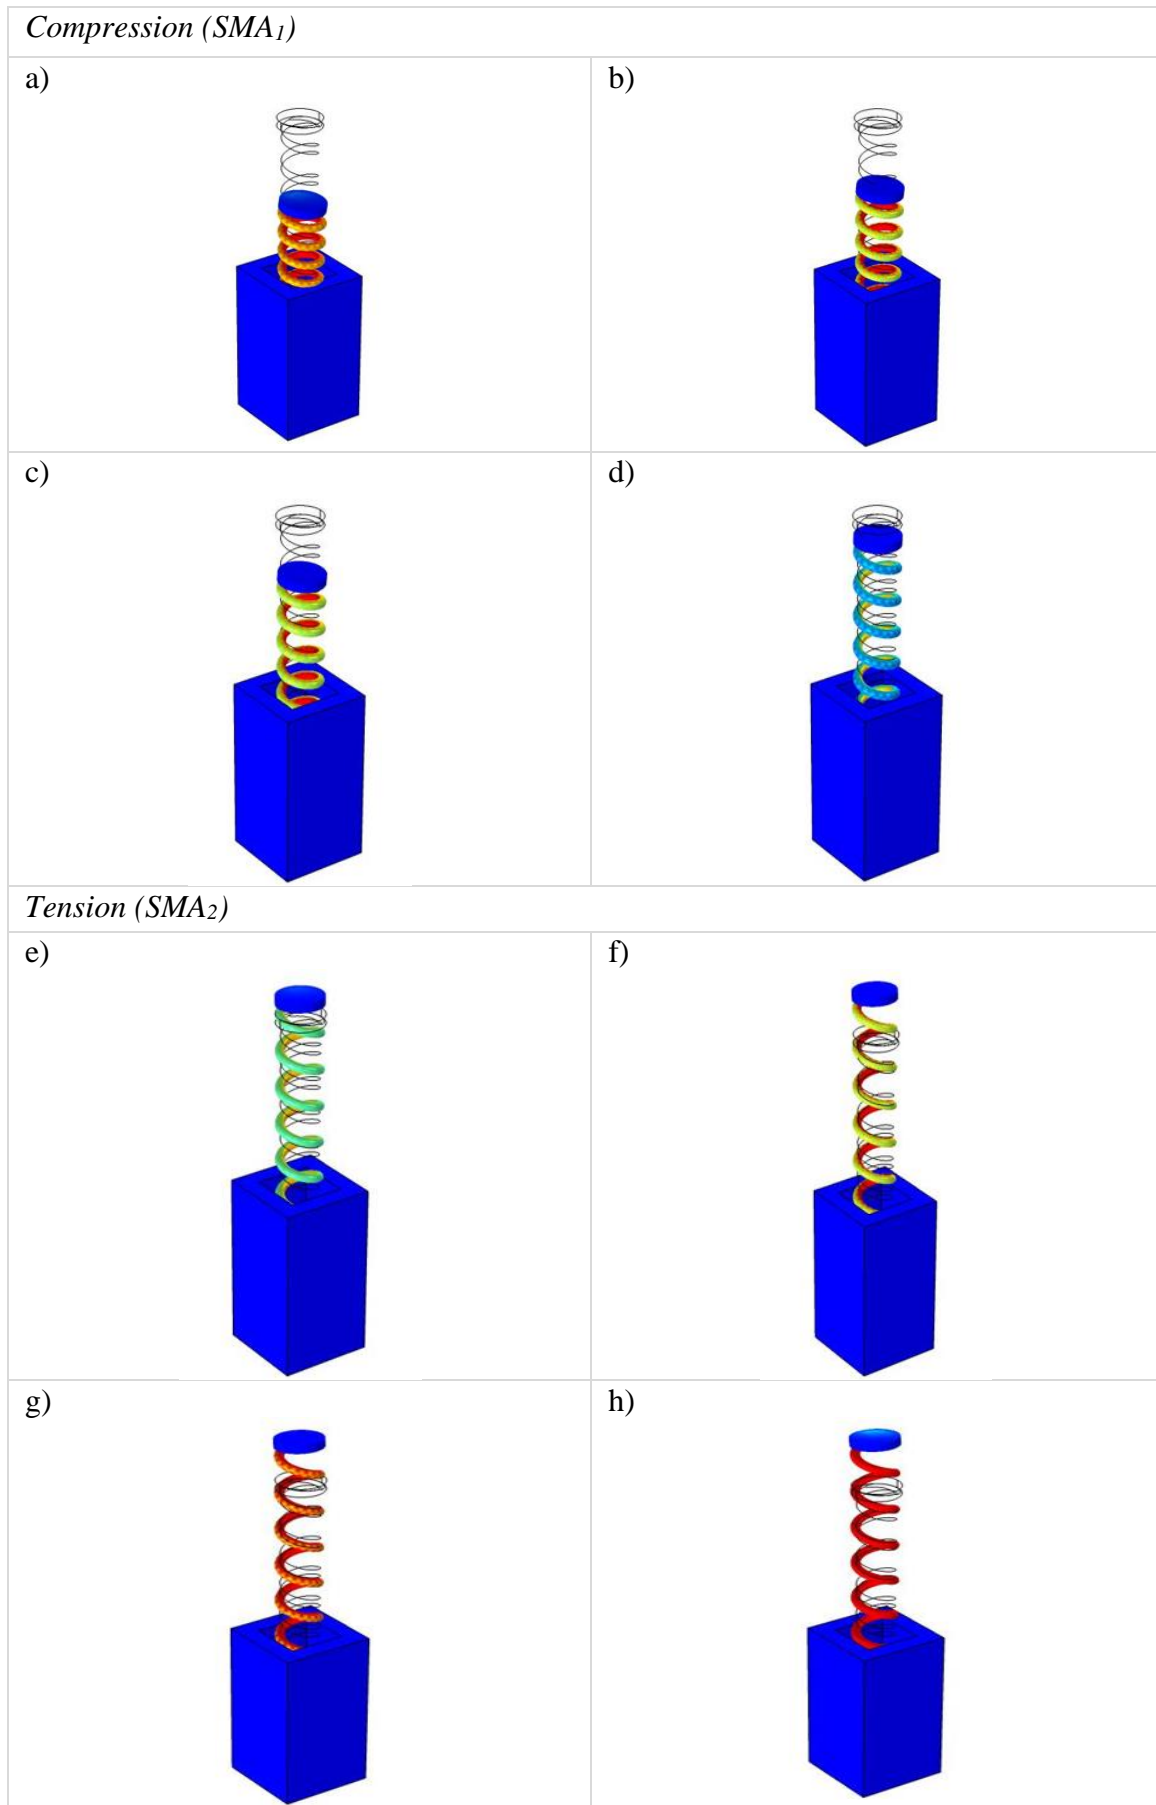 Compression (SMA₁)
a)
b)
c)
d)
Tension (SMA₂)
e)
f)
g)
h)